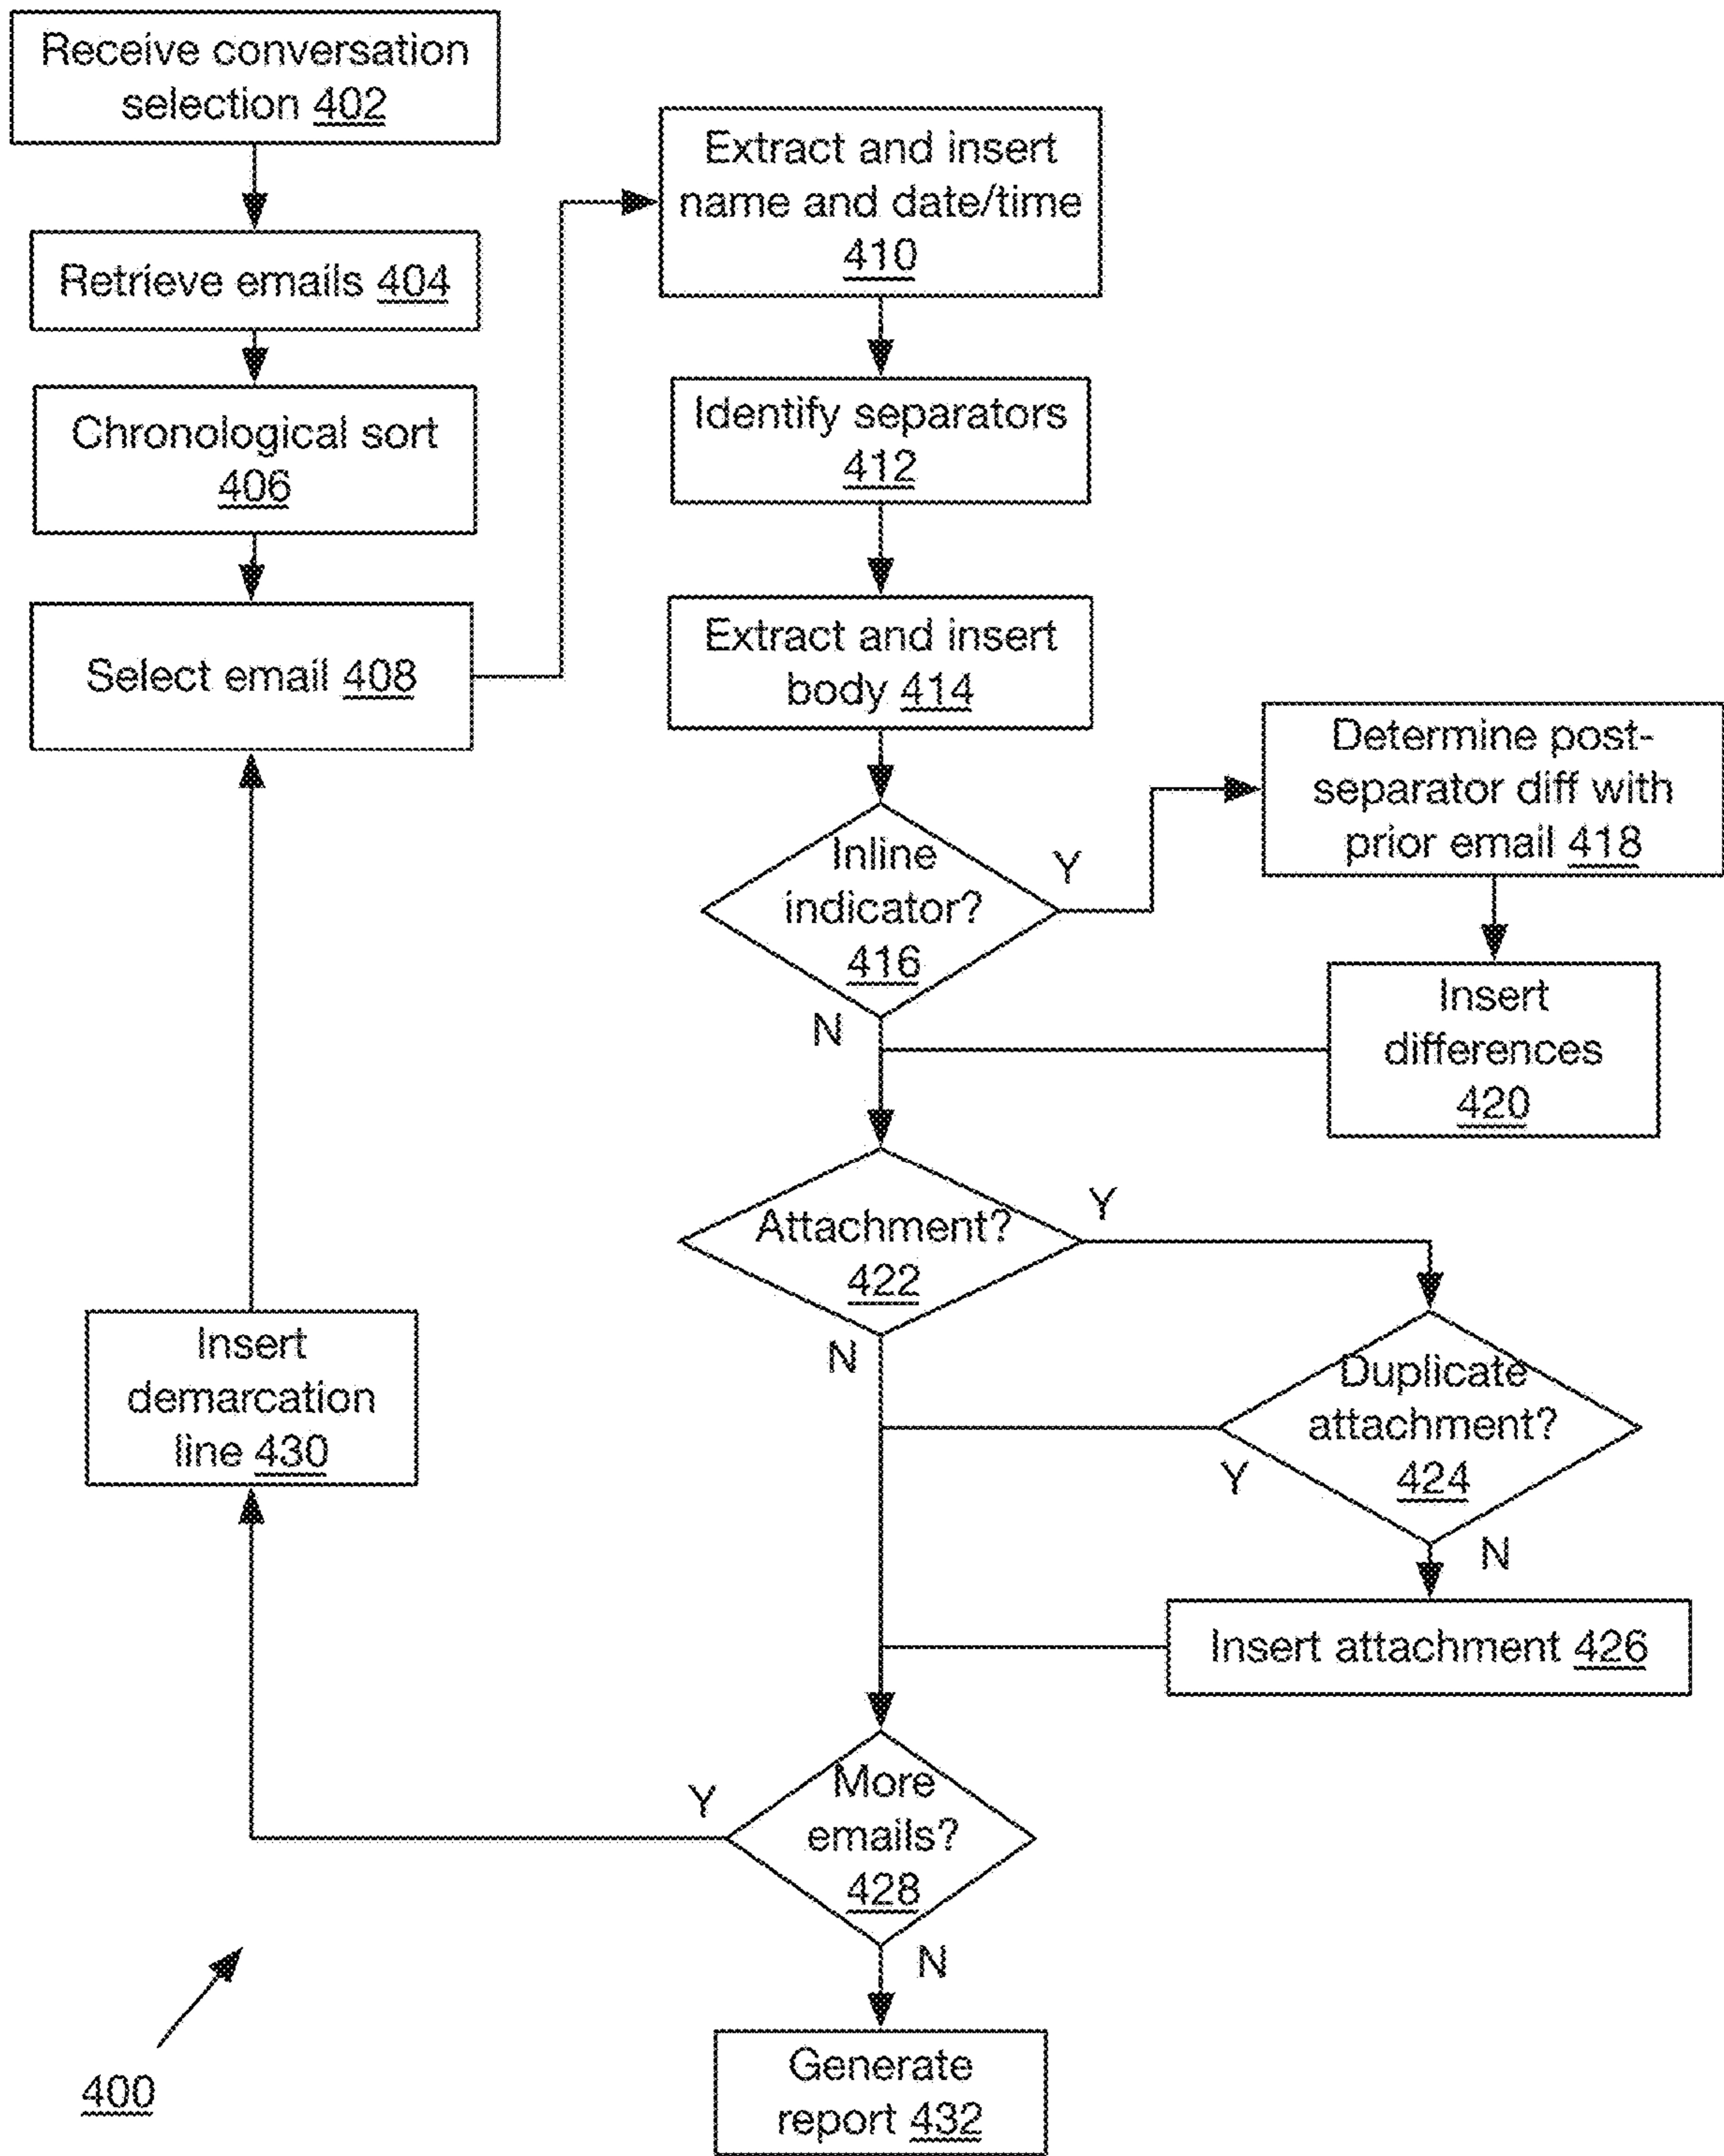 Receive conversation
selection 402
Retrieve emails 404
Chronological sort
406
Select email 408
Extract and insert
name and date/time
410
Identify separators
412
Extract and insert
body 414
Inline
indicator?
416
Y
N
Determine post-
separator diff with
prior email 418
Insert
differences
420
Attachment?
422
Y
N
Duplicate
attachment?
424
Y
N
Insert attachment 426
More
emails?
428
Y
N
Insert
demarcation
line 430
Generate
report 432
400